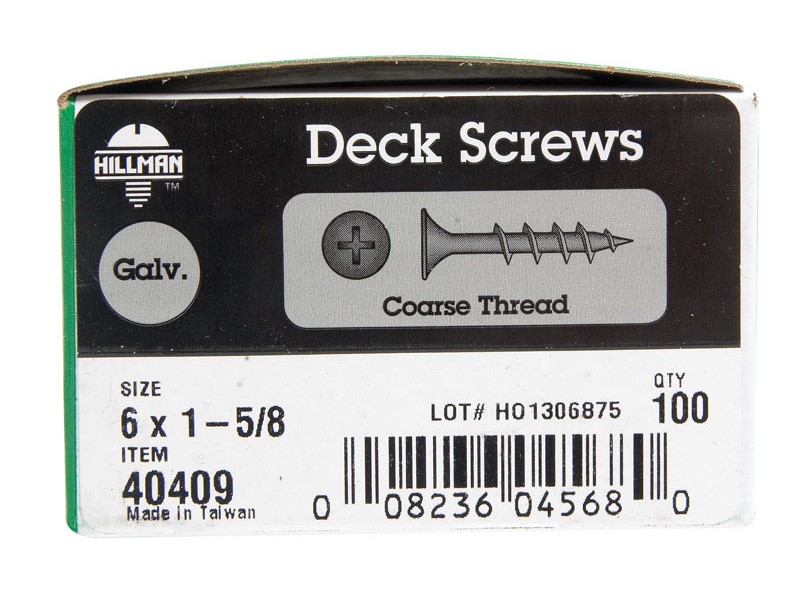 HILLMAN
TM
Deck Screws
Galv.
Coarse Thread
SIZE
6 x 1-5/8
LOT# HO1306875
QTY
100
ITEM
40409
Made In Taiwan
0 08236 04568 0